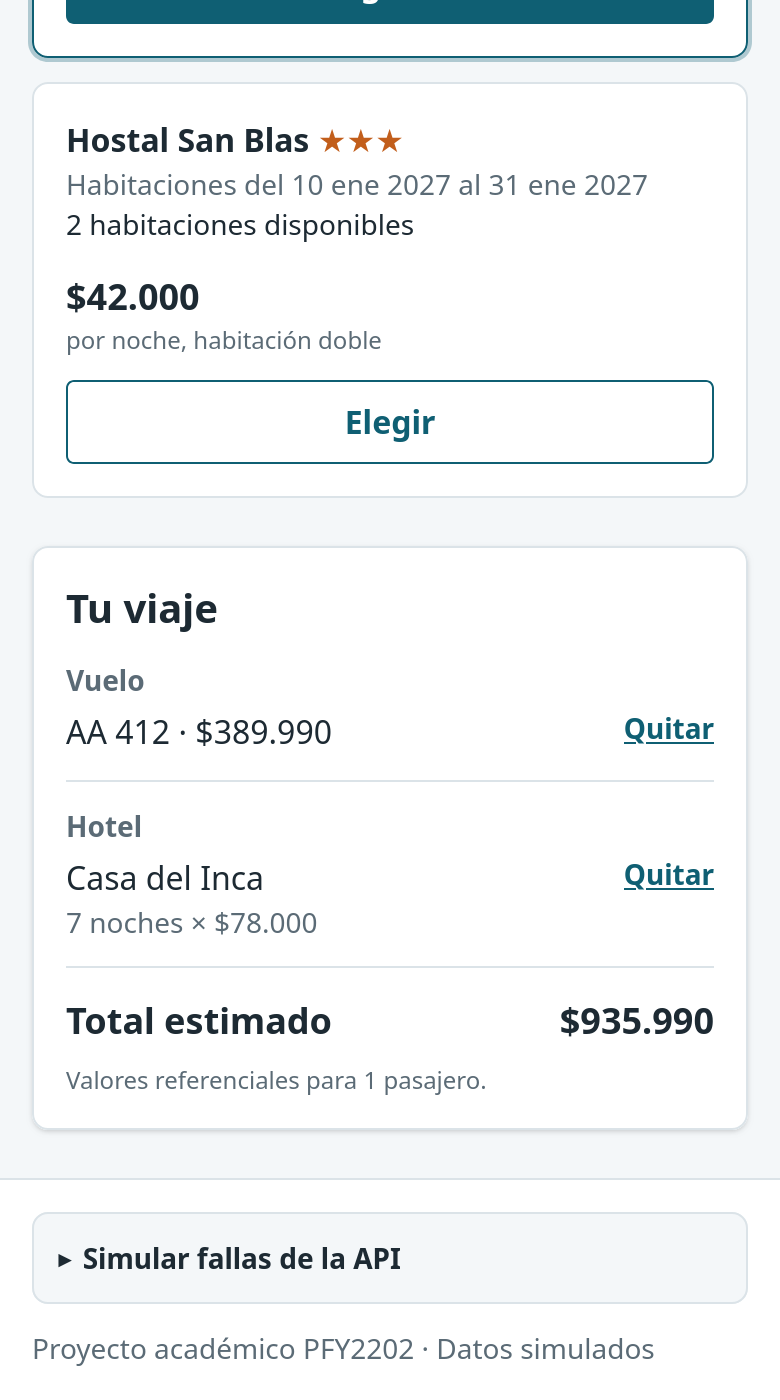 Hostal San Blas ★★★
Habitaciones del 10 ene 2027 al 31 ene 2027
2 habitaciones disponibles
$42.000
por noche, habitación doble
Elegir
Tu viaje
Vuelo
AA 412 · $389.990 Quitar
Hotel
Casa del Inca Quitar
7 noches × $78.000
Total estimado $935.990
Valores referenciales para 1 pasajero.
▸ Simular fallas de la API
Proyecto académico PFY2202 · Datos simulados